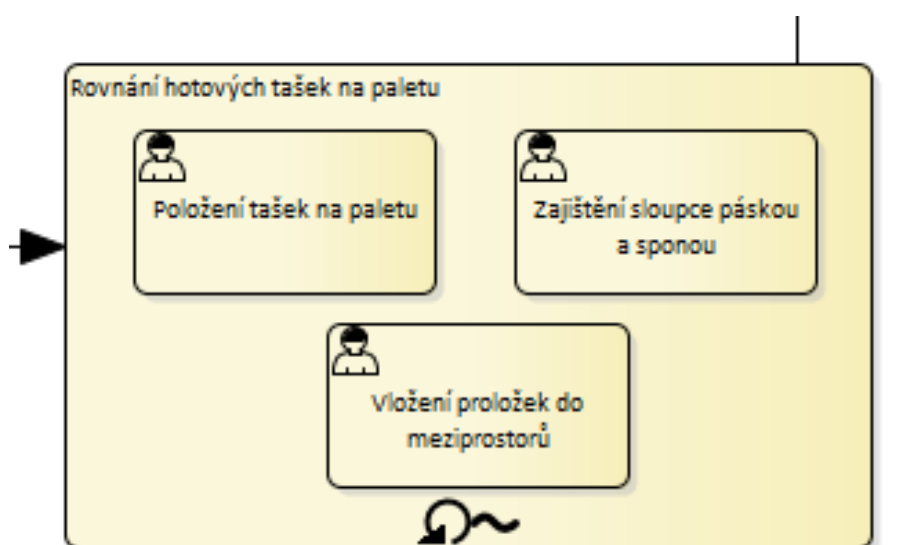 Rovnání hotových tašek na paletu
Položení tašek na paletu
Zajištění sloupce páskou
a sponou
Vložení proložek do
meziprostorů